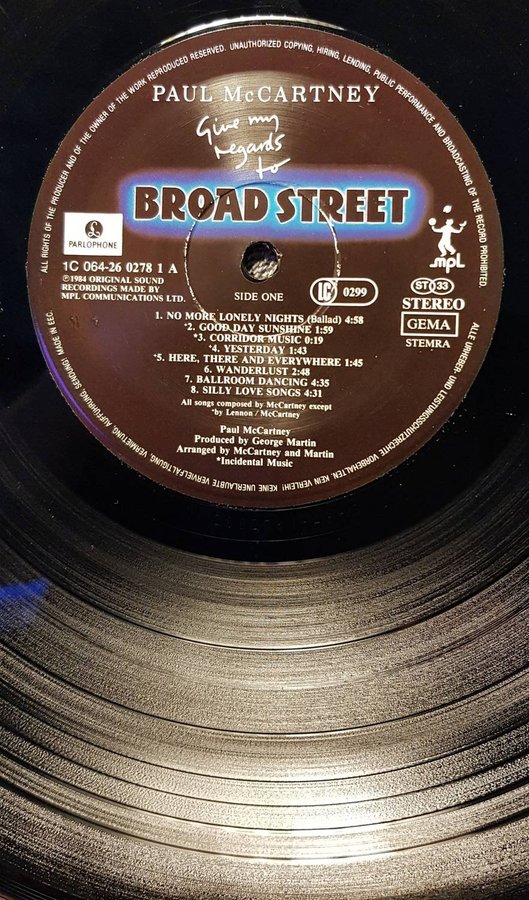 ALL RIGHTS OF THE PRODUCER AND OF THE OWNER OF THE WORK REPRODUCED RESERVED. UNAUTHORIZED COPYING, HIRING, LENDING, PUBLIC PERFORMANCE AND BROADCASTING OF THE RECORD PROHIBITED.
PAUL McCARTNEY
Give my
regards
to
BROAD STREET
PARLOPHONE
mpL
1C 064-26 0278 1 A
℗1984 ORIGINAL SOUND
RECORDINGS MADE BY
MPL COMMUNICATIONS LTD.
SIDE ONE
LC 0299
ST 33
STEREO
GEMA
STEMRA
1. NO MORE LONELY NIGHTS (Ballad) 4:58
*2. GOOD DAY SUNSHINE 1:59
*3. CORRIDOR MUSIC 0:19
*4. YESTERDAY 1:43
*5. HERE, THERE AND EVERYWHERE 1:45
6. WANDERLUST 2:48
7. BALLROOM DANCING 4:35
8. SILLY LOVE SONGS 4:31
All songs composed by McCartney except
*by Lennon / McCartney
Paul McCartney
Produced by George Martin
Arranged by McCartney and Martin
*Incidental Music
ALLE URHEBER- UND LEISTUNGSSCHUTZRECHTE VORBEHALTEN. KEIN VERLEIH! KEINE UNERLAUBTE VERVIELFÄLTIGUNG, VERMIETUNG, AUFFÜHRUNG, SENDUNG! MADE IN EEC.